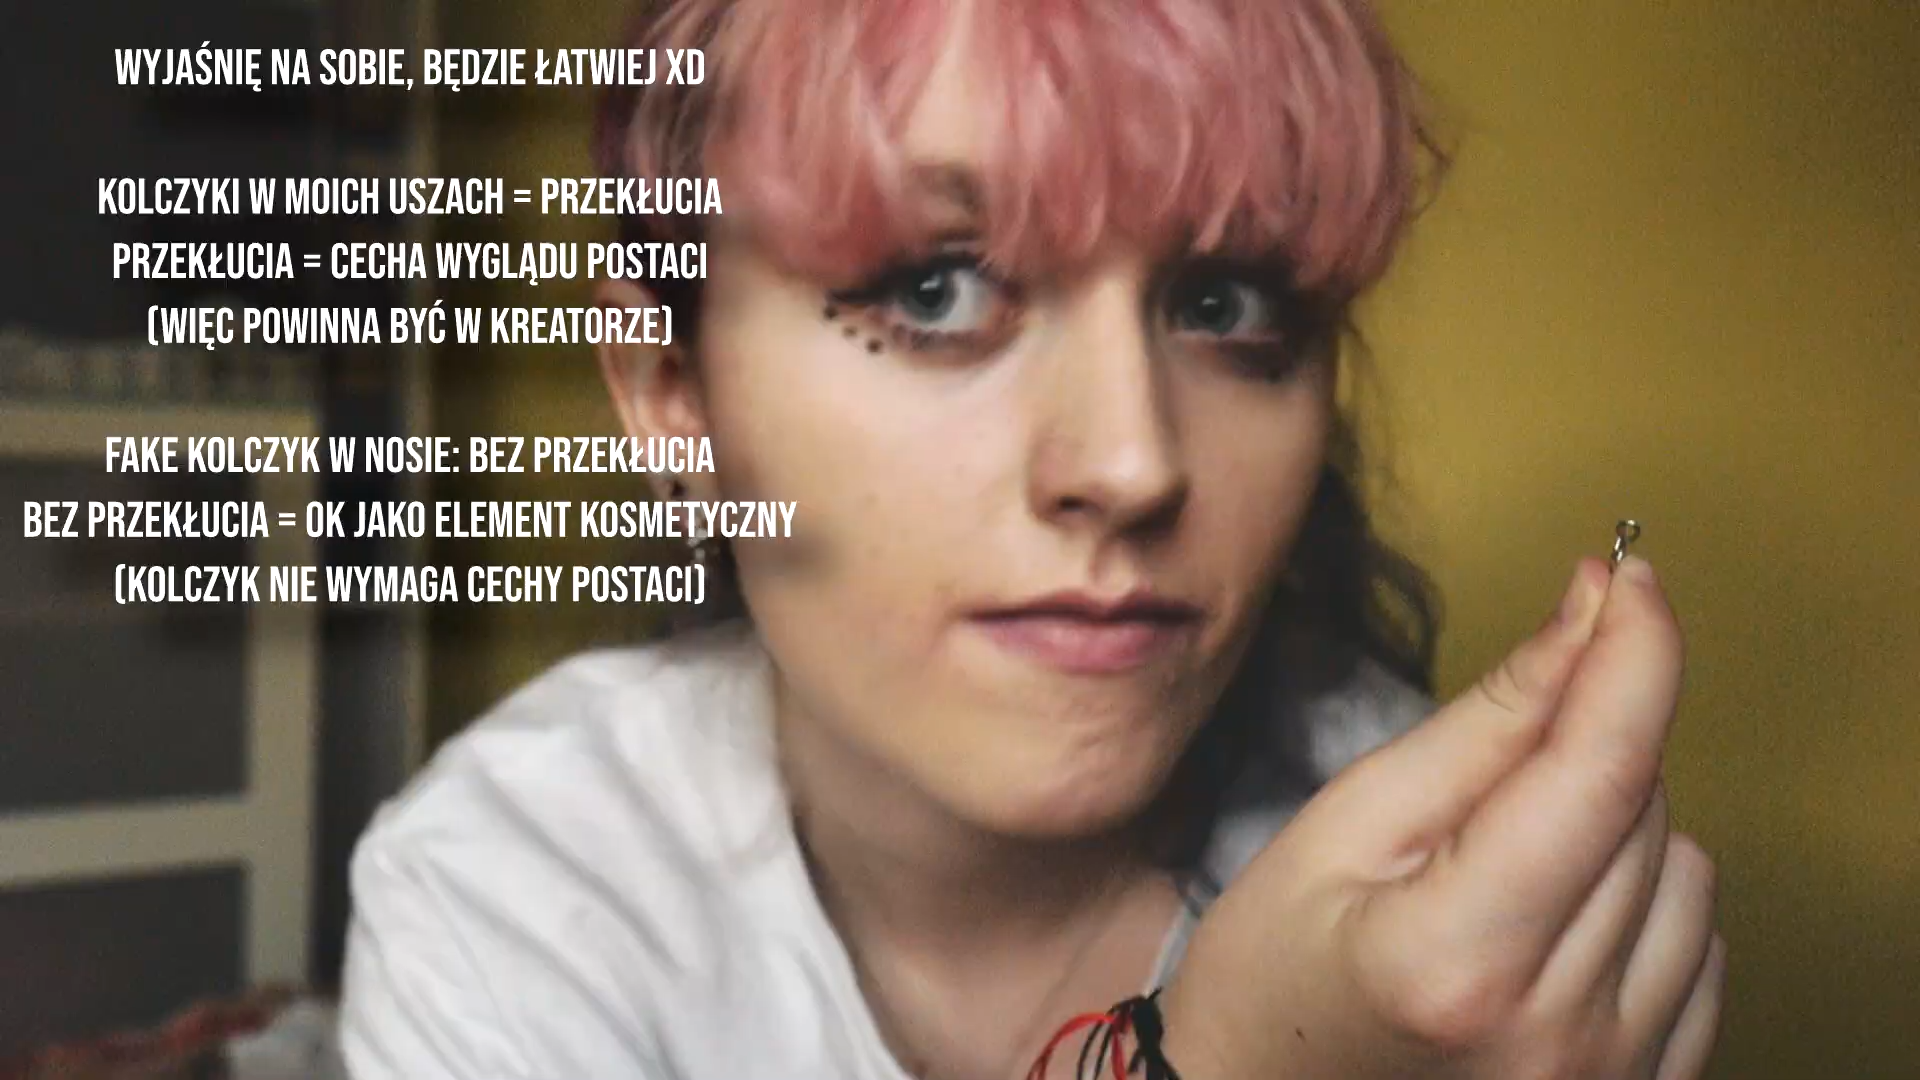 WYJAŚNIĘ NA SOBIE, BĘDZIE ŁATWIEJ XD
KOLCZYKI W MOICH USZACH = PRZEKŁUCIA
PRZEKŁUCIA = CECHA WYGLĄDU POSTACI
(WIĘC POWINNA BYĆ W KREATORZE)
FAKE KOLCZYK W NOSIE: BEZ PRZEKŁUCIA
BEZ PRZEKŁUCIA = OK JAKO ELEMENT KOSMETYCZNY
(KOLCZYK NIE WYMAGA CECHY POSTACI)